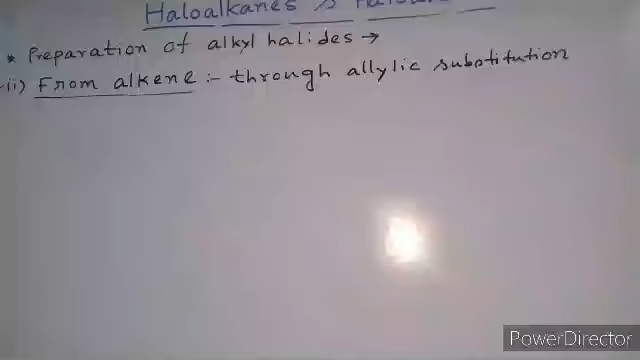 Haloalkanes &
* Preparation of alkyl halides →
ii) From alkene :- through allylic substitution
PowerDirector